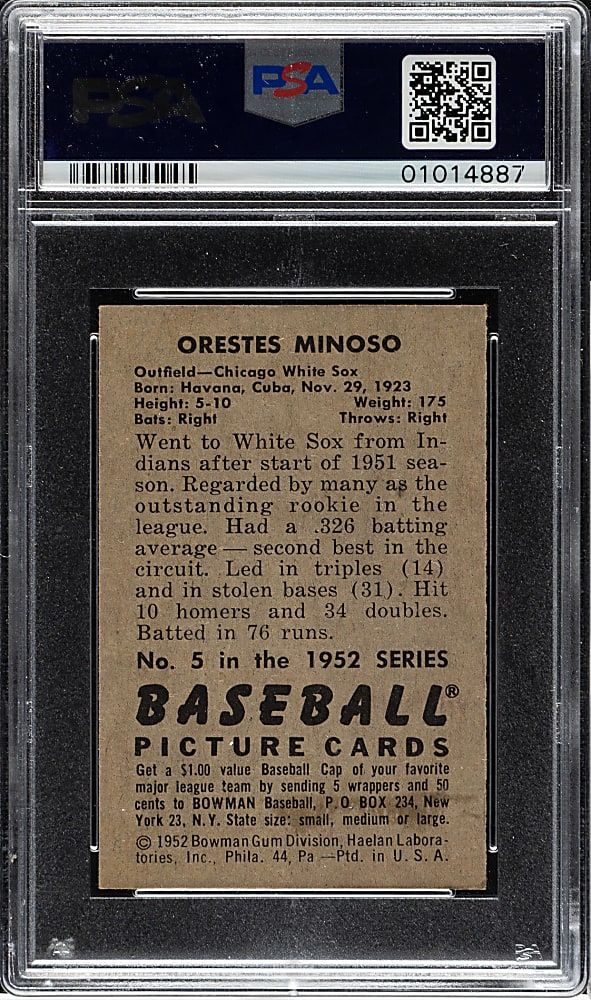 PSA
PSA
01014887
ORESTES MINOSO
Outfield—Chicago White Sox
Born: Havana, Cuba, Nov. 29, 1923
Height: 5-10 Weight: 175
Bats: Right Throws: Right
Went to White Sox from In-
dians after start of 1951 sea-
son. Regarded by many as the
outstanding rookie in the
league. Had a .326 batting
average — second best in the
circuit. Led in triples (14)
and in stolen bases (31). Hit
10 homers and 34 doubles.
Batted in 76 runs.
No. 5 in the 1952 SERIES
BASEBALL®
PICTURE CARDS
Get a $1.00 value Baseball Cap of your favorite
major league team by sending 5 wrappers and 50
cents to BOWMAN Baseball, P.O. BOX 234, New
York 23, N.Y. State size: small, medium or large.
© 1952 Bowman Gum Division, Haelan Labora-
tories, Inc., Phila. 44, Pa —Ptd. in U. S. A.
PSA